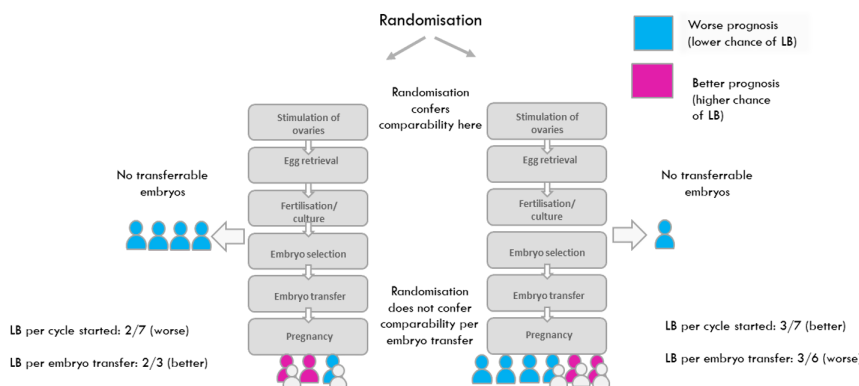 Randomisation
Worse prognosis
(lower chance of LB)
Better prognosis
(higher chance
of LB)
Randomisation
confers
comparability here
Stimulation of
ovaries
Egg retrieval
Fertilisation/
culture
Embryo selection
Embryo transfer
Pregnancy
Stimulation of
ovaries
Egg retrieval
Fertilisation/
culture
Embryo selection
Embryo transfer
Pregnancy
No transferrable
embryos
No transferrable
embryos
Randomisation
does not confer
comparability per
embryo transfer
LB per cycle started: 2/7 (worse)
LB per embryo transfer: 2/3 (better)
LB per cycle started: 3/7 (better)
LB per embryo transfer: 3/6 (worse